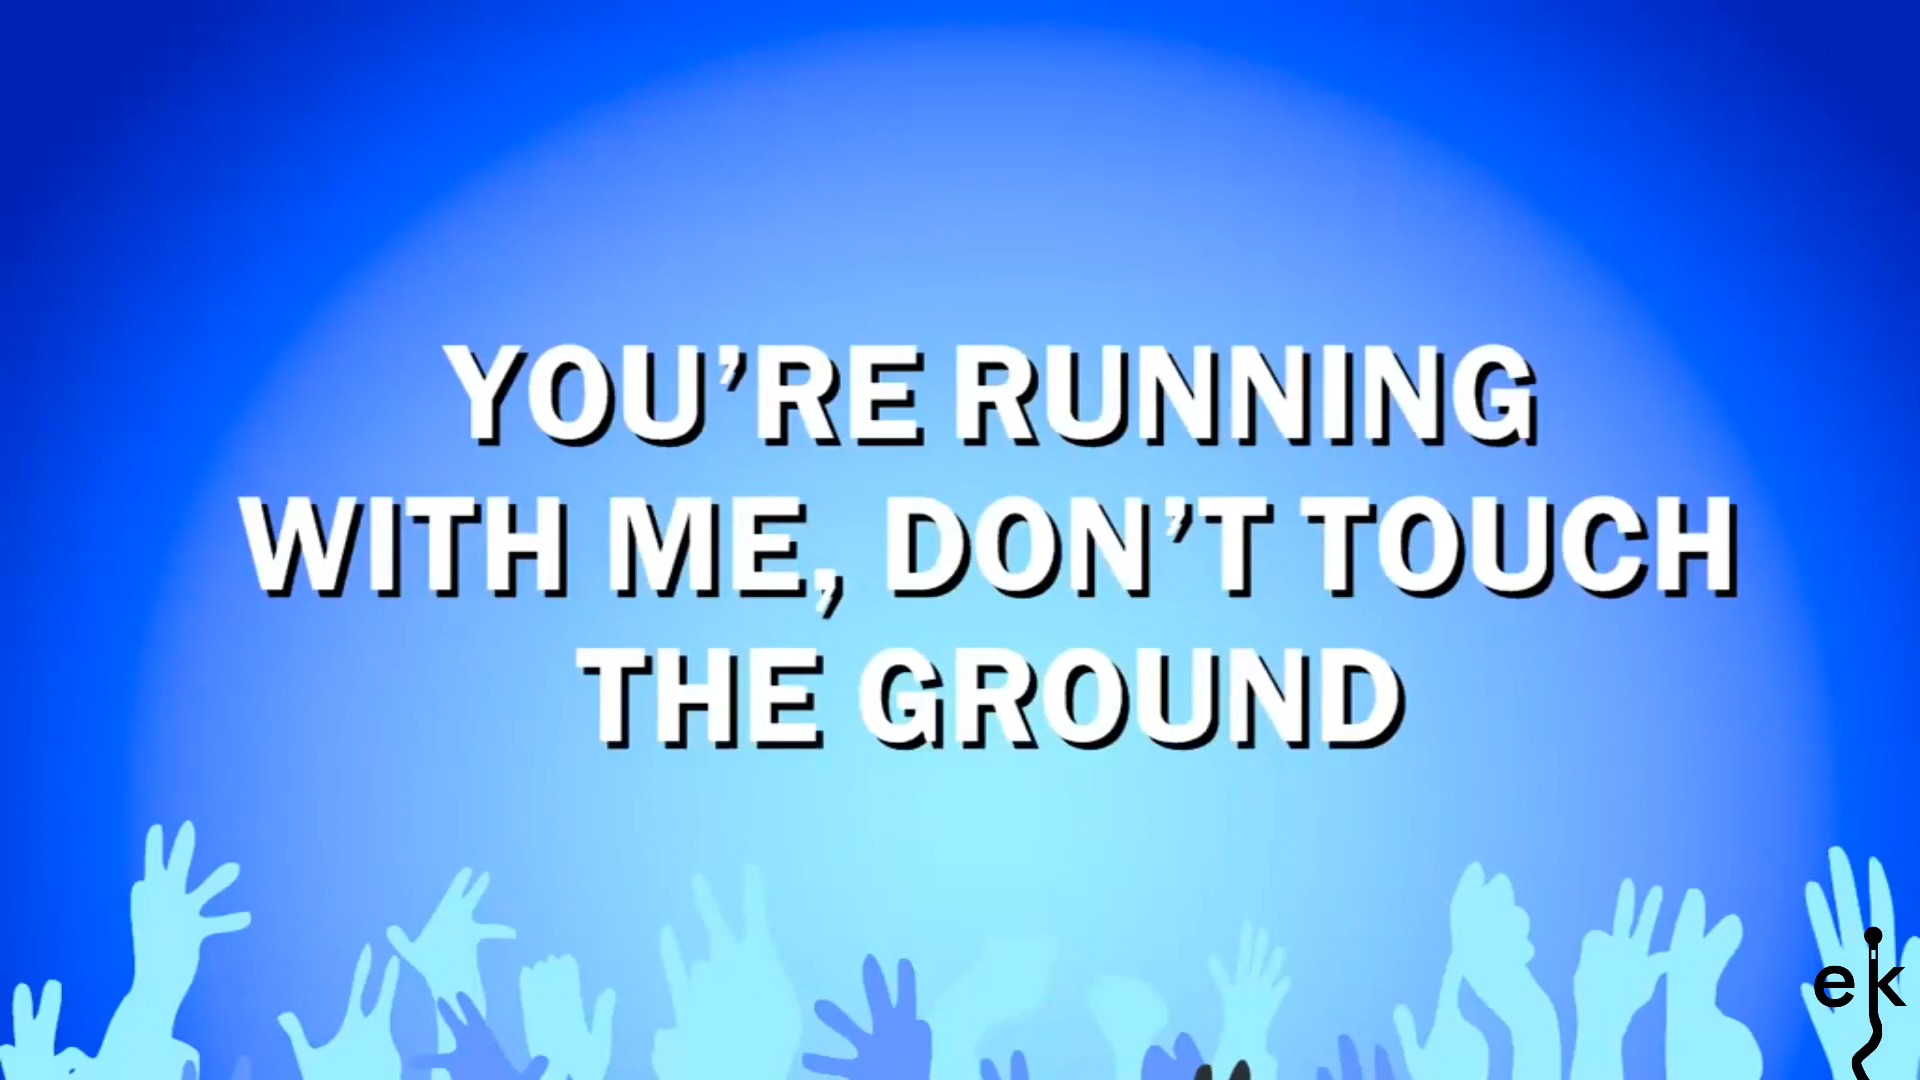 YOU’RE RUNNING
WITH ME, DON’T TOUCH
THE GROUND
ek